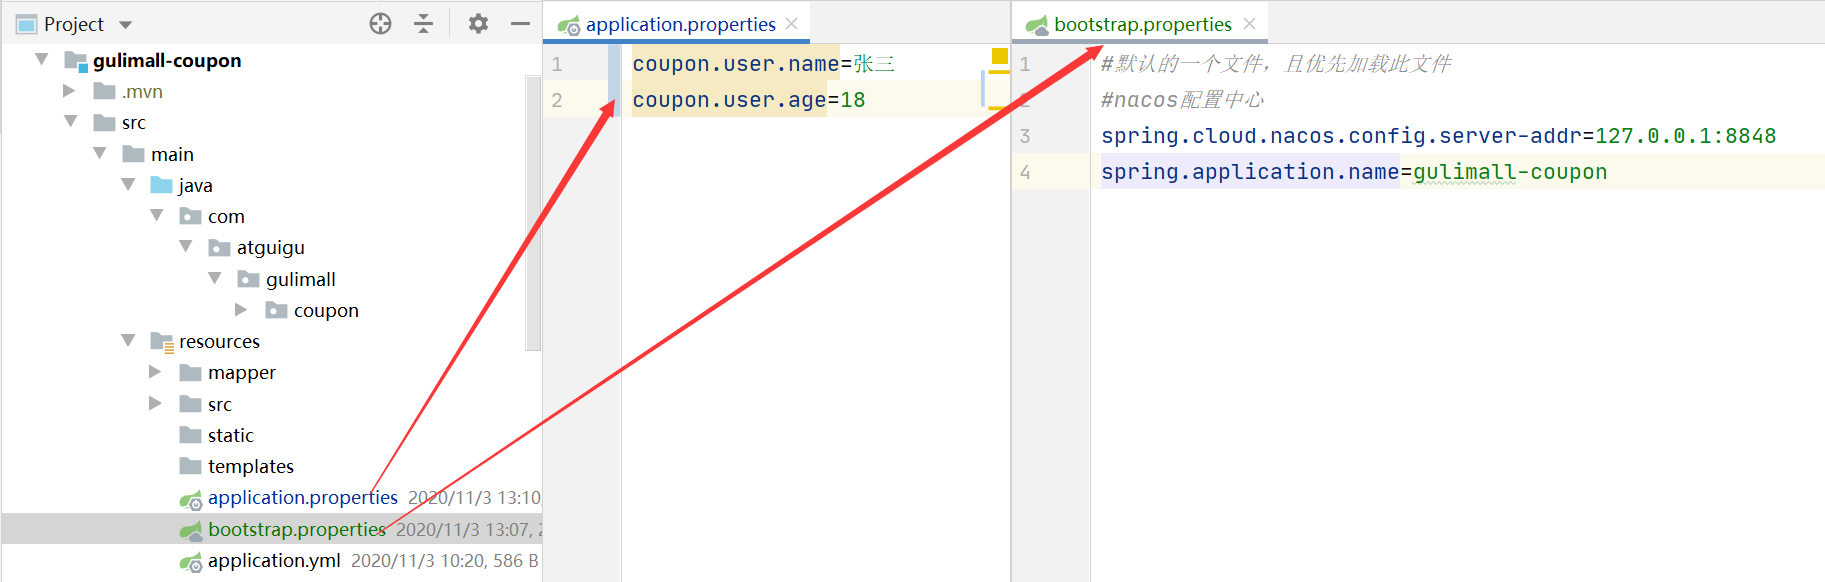 Project
gulimall-coupon
.mvn
src
main
java
com
atguigu
gulimall
coupon
resources
mapper
src
static
templates
application.properties 2020/11/3 13:10,
bootstrap.properties 2020/11/3 13:07, 2
application.yml 2020/11/3 10:20, 586 B
application.properties
1 coupon.user.name=张三
2 coupon.user.age=18
bootstrap.properties
1 #默认的一个文件，且优先加载此文件
2 #nacos配置中心
3 spring.cloud.nacos.config.server-addr=127.0.0.1:8848
4 spring.application.name=gulimall-coupon